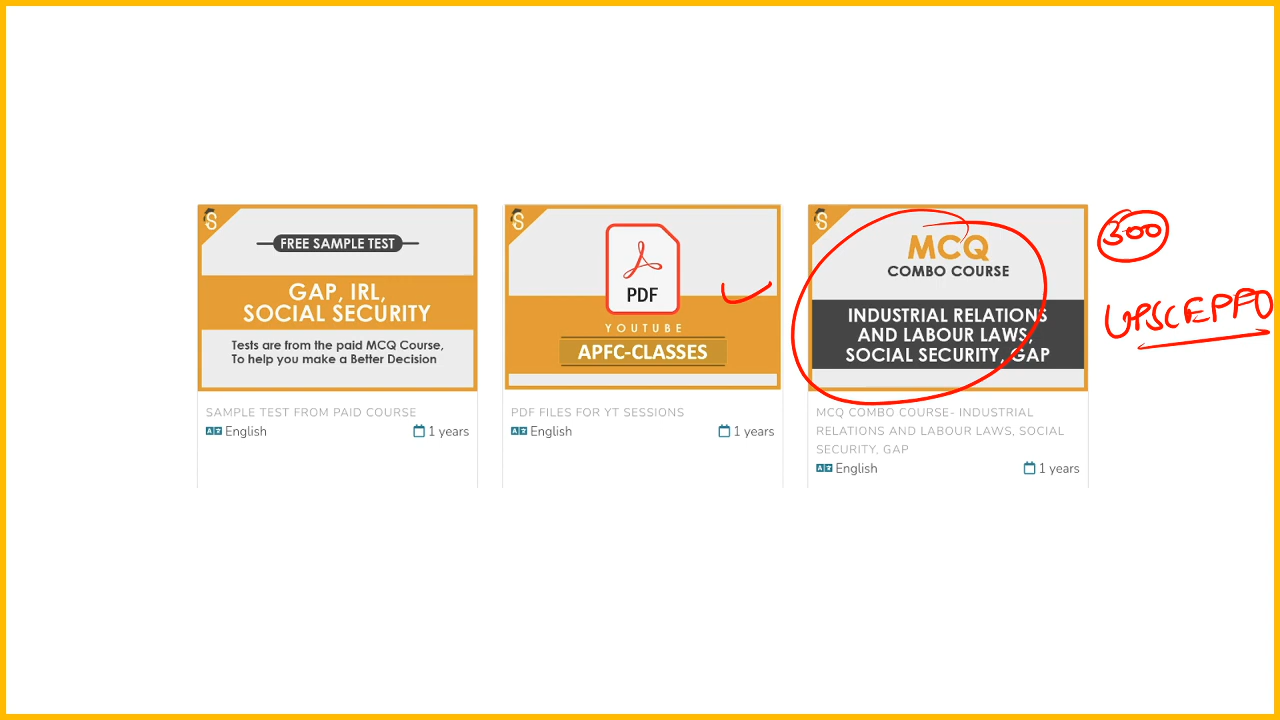 FREE SAMPLE TEST
GAP, IRL,
SOCIAL SECURITY
Tests are from the paid MCQ Course,
To help you make a Better Decision
SAMPLE TEST FROM PAID COURSE
English
1 years
PDF
YOUTUBE
APFC-CLASSES
PDF FILES FOR YT SESSIONS
English
1 years
MCQ
COMBO COURSE
INDUSTRIAL RELATIONS
AND LABOUR LAWS
SOCIAL SECURITY, GAP
MCQ COMBO COURSE- INDUSTRIAL
RELATIONS AND LABOUR LAWS, SOCIAL
SECURITY, GAP
English
1 years
300
UPSCEPFO